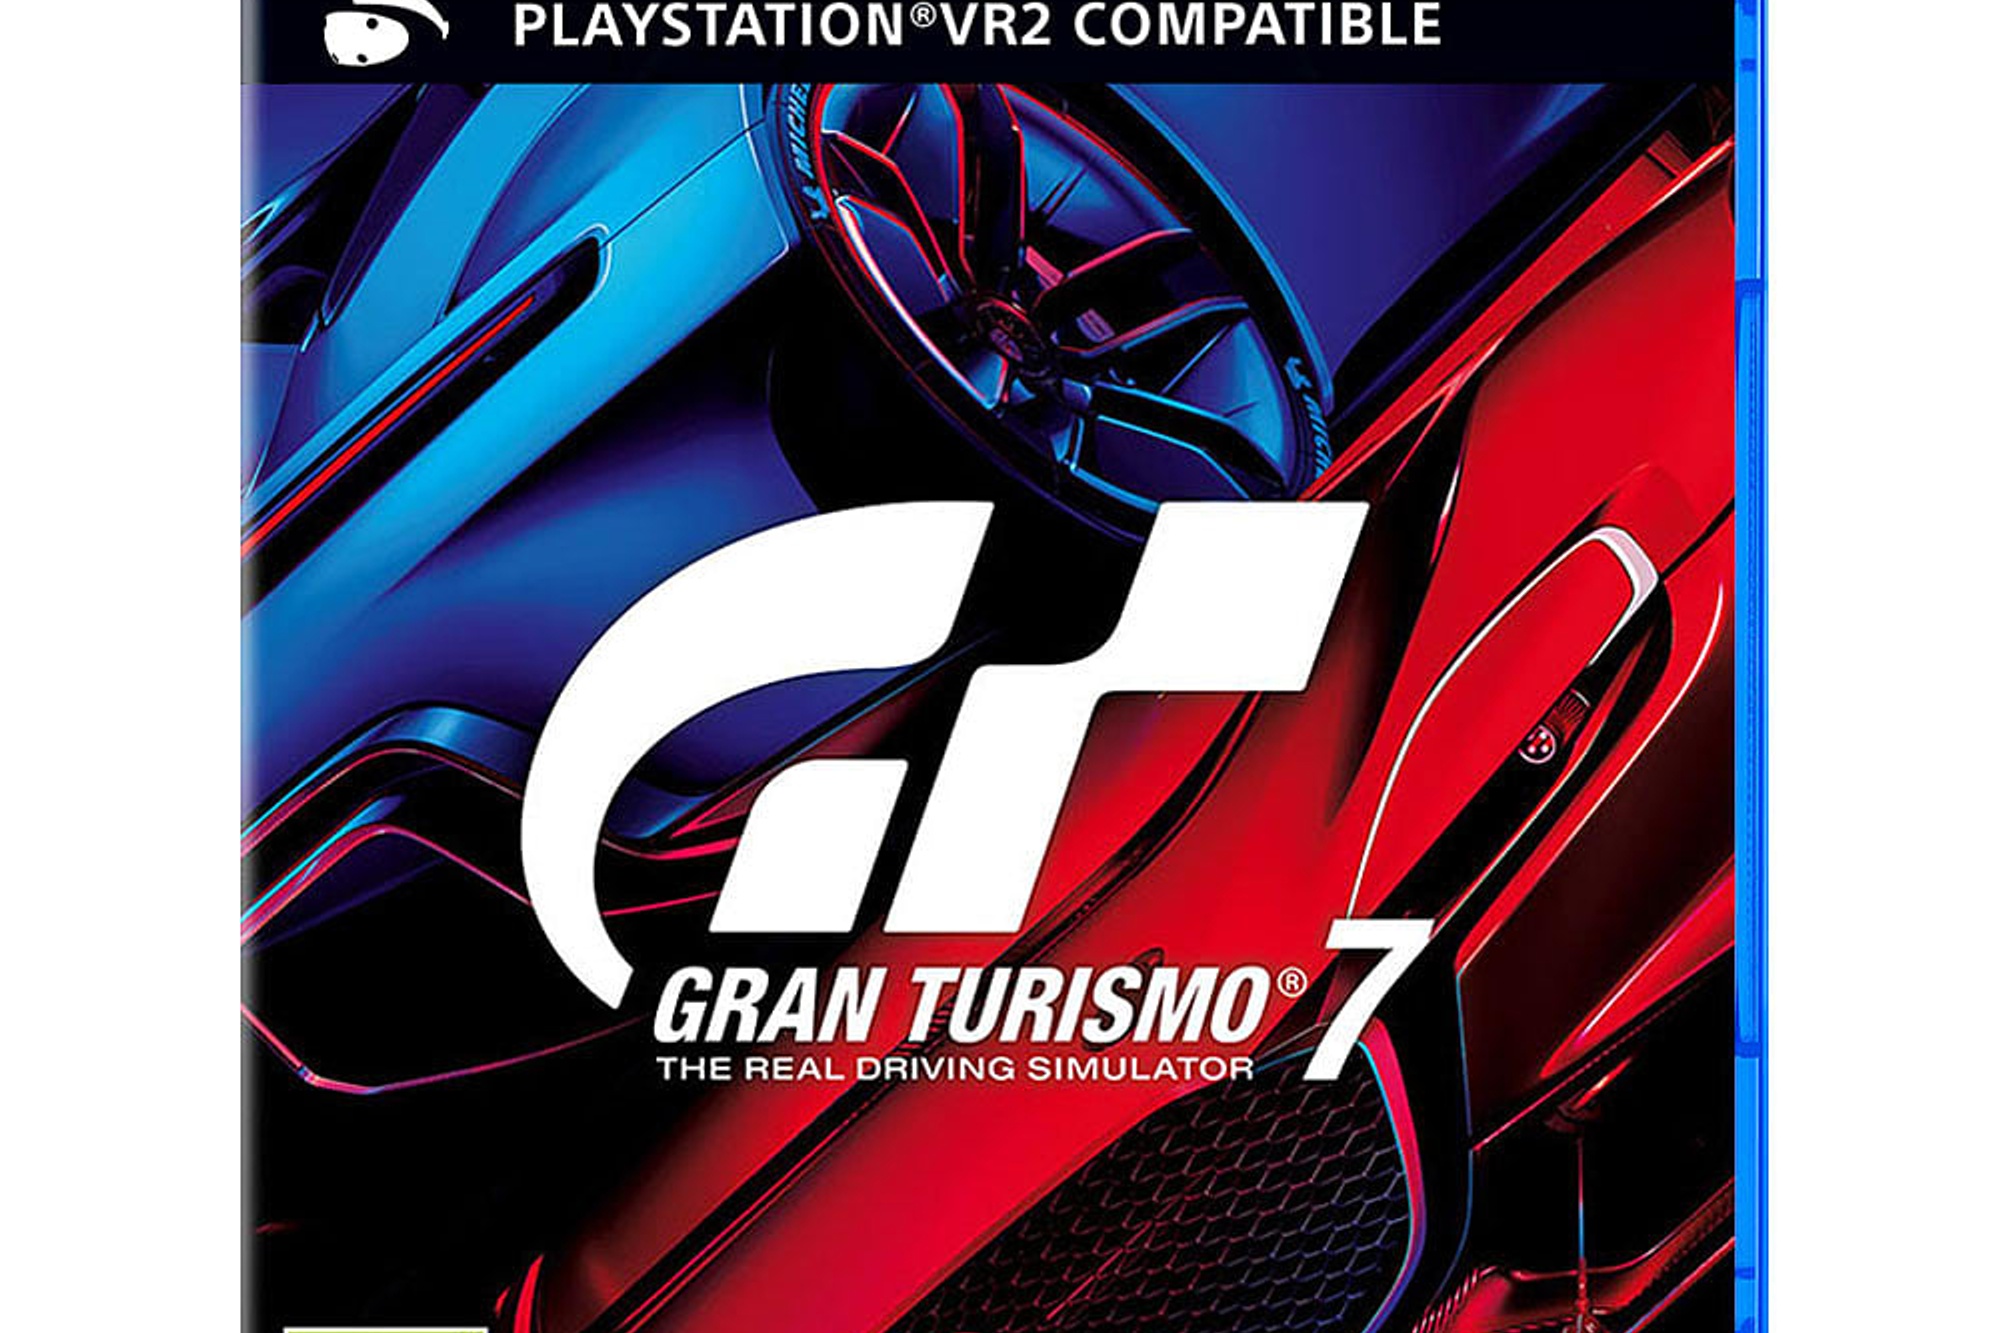 PLAYSTATION®VR2 COMPATIBLE
GT
GRAN TURISMO® 7
THE REAL DRIVING SIMULATOR